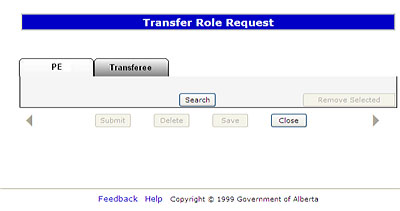 Transfer Role Request
PE Transferee
Search Remove Selected
Submit Delete Save Close
Feedback Help Copyright © 1999 Government of Alberta